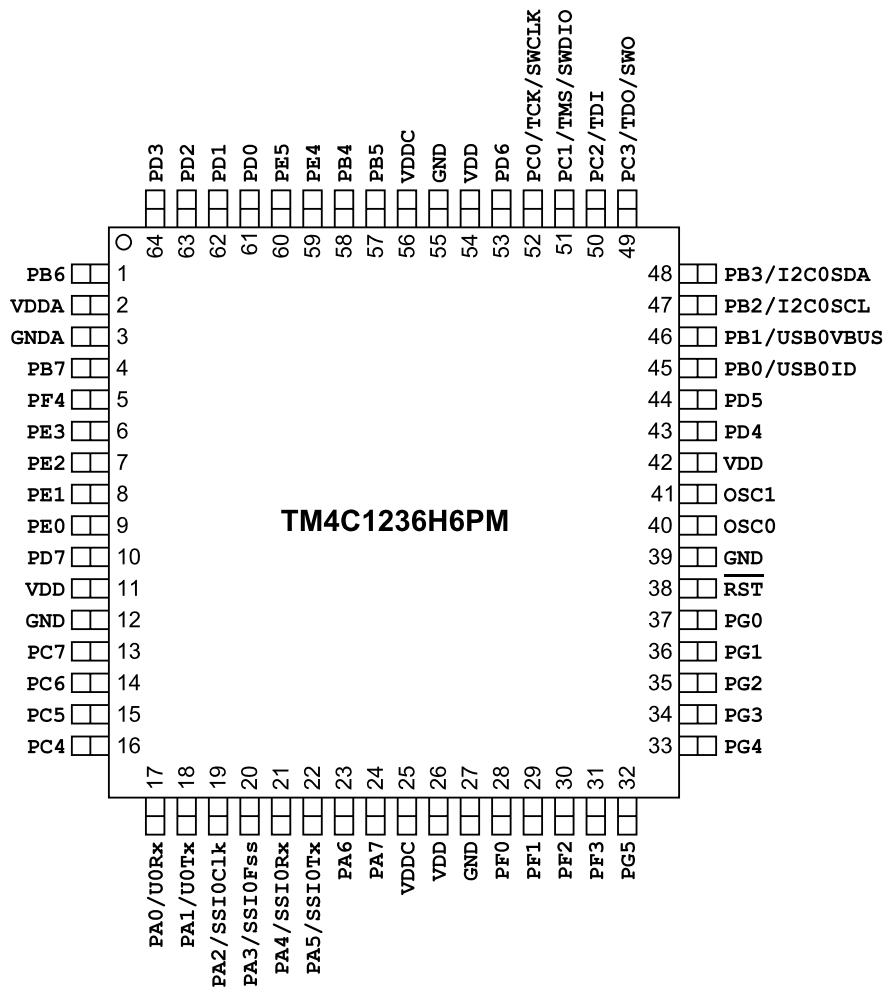 PC0/TCK/SWCLK
PC1/TMS/SWDIO
PC2/TDI
PC3/TDO/SWO
PD3
PD2
PD1
PD0
PE5
PE4
PB4
PB5
VDDC
GND
VDD
PD6
64 63 62 61 60 59 58 57 56 55 54 53 52 51 50 49
PB6 1 48 PB3/I2C0SDA
VDDA 2 47 PB2/I2C0SCL
GNDA 3 46 PB1/USB0VBUS
PB7 4 45 PB0/USB0ID
PF4 5 44 PD5
PE3 6 43 PD4
PE2 7 42 VDD
PE1 8 41 OSC1
TM4C1236H6PM
PE0 9 40 OSC0
PD7 10 39 GND
VDD 11 38 RST
GND 12 37 PG0
PC7 13 36 PG1
PC6 14 35 PG2
PC5 15 34 PG3
PC4 16 33 PG4
17 18 19 20 21 22 23 24 25 26 27 28 29 30 31 32
PA0/U0Rx
PA1/U0Tx
PA2/SSI0Clk
PA3/SSI0Fss
PA4/SSI0Rx
PA5/SSI0Tx
PA6
PA7
VDDC
VDD
GND
PF0
PF1
PF2
PF3
PG5